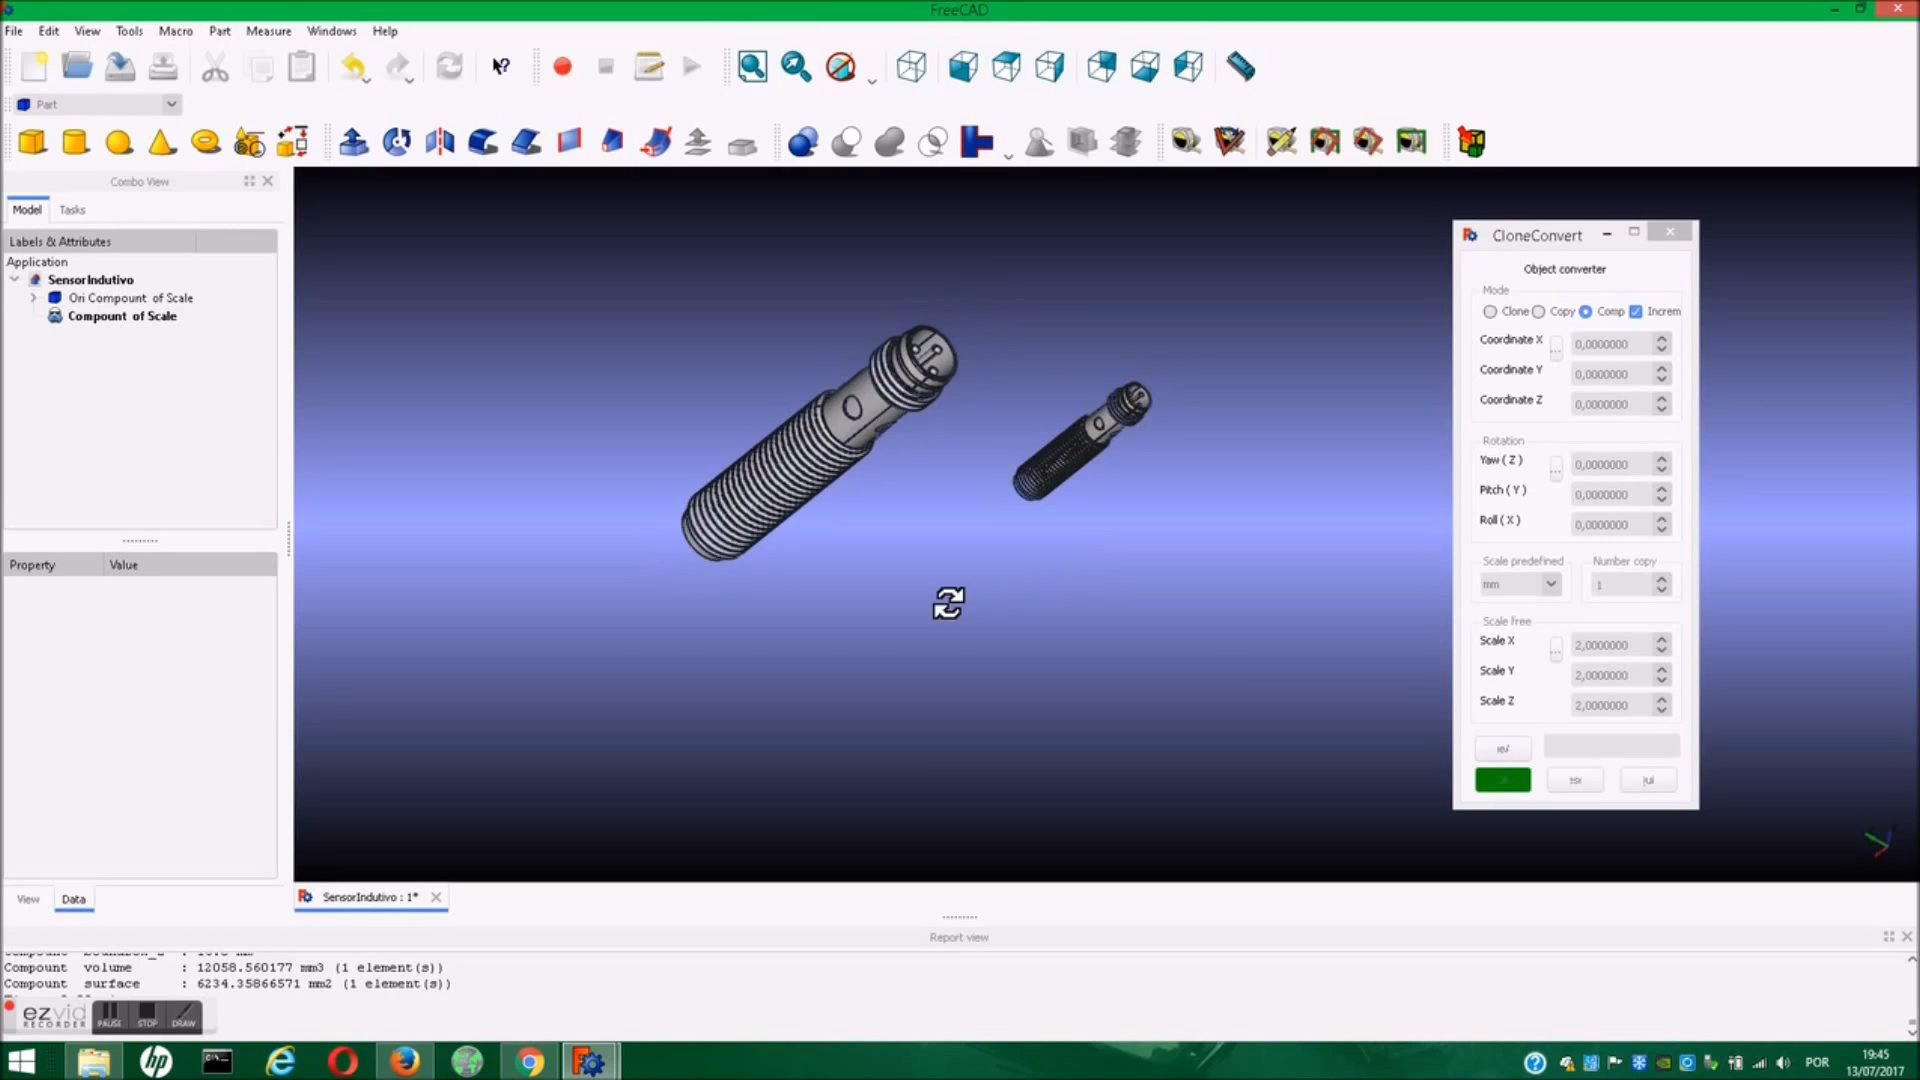 FreeCAD
File Edit View Tools Macro Part Measure Windows Help
Part
Combo View
Model Tasks
Labels & Attributes
Application
SensorIndutivo
Ori Compount of Scale
Compount of Scale
Property Value
View Data
CloneConvert
Object converter
Mode
Clone Copy Comp Increm
Coordinate X 0,0000000
Coordinate Y 0,0000000
Coordinate Z 0,0000000
Rotation
Yaw ( Z ) 0,0000000
Pitch ( Y ) 0,0000000
Roll ( X ) 0,0000000
Scale predefined Number copy
mm 1
Scale free
Scale X 2,0000000
Scale Y 2,0000000
Scale Z 2,0000000
SensorIndutivo : 1*
Report view
Compound volume : 12058.560177 mm3 (1 element(s))
Compound surface : 6234.35866571 mm2 (1 element(s))
ezvid
RECORDER
PAUSE STOP DRAW
hp
POR
19:45
13/07/2017